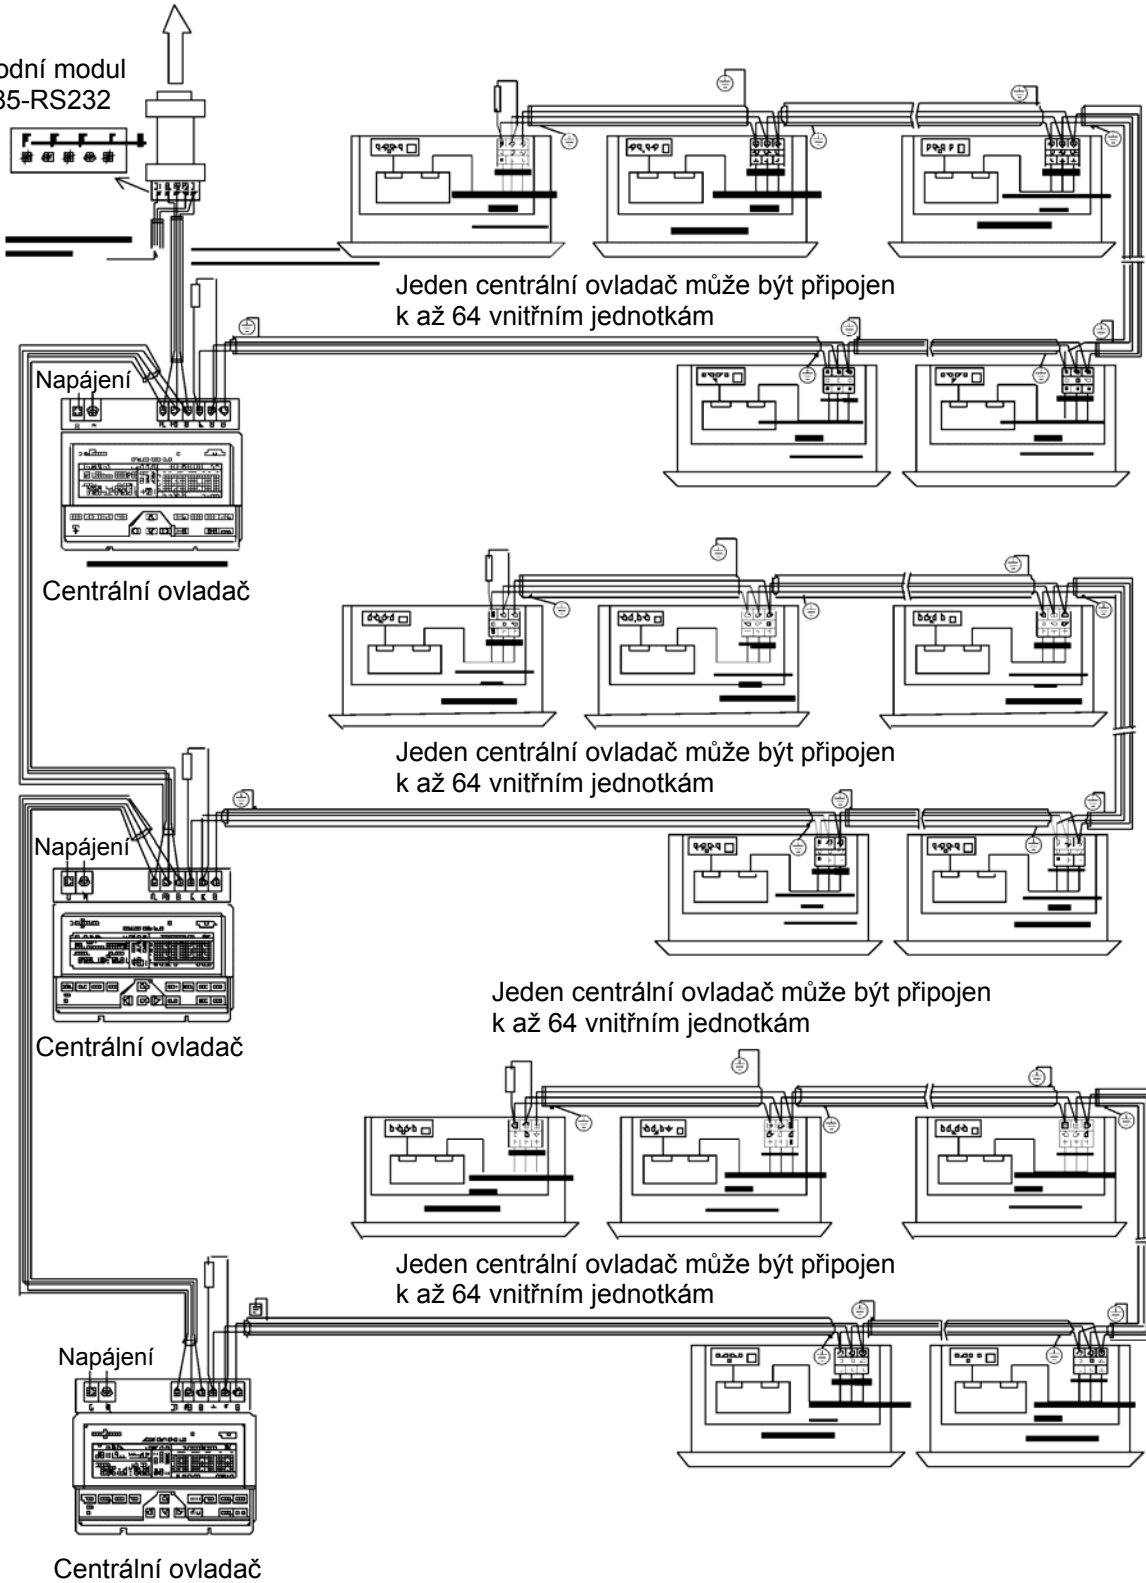 odní modul
35-RS232
Jeden centrální ovladač může být připojen
k až 64 vnitřním jednotkám
Napájení
Centrální ovladač
Jeden centrální ovladač může být připojen
k až 64 vnitřním jednotkám
Napájení
Centrální ovladač
Jeden centrální ovladač může být připojen
k až 64 vnitřním jednotkám
Jeden centrální ovladač může být připojen
k až 64 vnitřním jednotkám
Napájení
Centrální ovladač